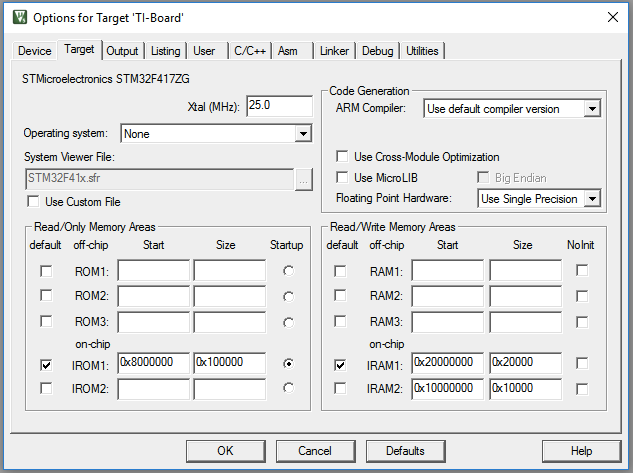 Options for Target 'TI-Board'
Device Target Output Listing User C/C++ Asm Linker Debug Utilities
STMicroelectronics STM32F417ZG
Xtal (MHz): 25.0
Operating system: None
System Viewer File:
STM32F41x.sfr ...
Use Custom File
Code Generation
ARM Compiler: Use default compiler version
Use Cross-Module Optimization
Use MicroLIB Big Endian
Floating Point Hardware: Use Single Precision
Read/Only Memory Areas
default off-chip Start Size Startup
ROM1:
ROM2:
ROM3:
on-chip
IROM1: 0x8000000 0x100000
IROM2:
Read/Write Memory Areas
default off-chip Start Size NoInit
RAM1:
RAM2:
RAM3:
on-chip
IRAM1: 0x20000000 0x20000
IRAM2: 0x10000000 0x10000
OK Cancel Defaults Help